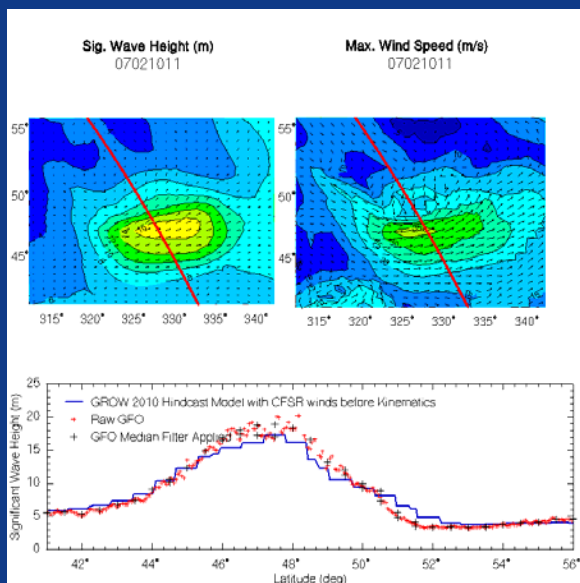 Sig. Wave Height (m)
07021011
Max. Wind Speed (m/s)
07021011
55°
50°
45°
315° 320° 325° 330° 335° 340°
55°
50°
45°
315° 320° 325° 330° 335° 340°
Significant Wave Height (m)
25
20
15
10
5
0
GROW 2010 Hindcast Model with CFSR winds before Kinemetics
Raw GFO
GFO Median Filter Applied
42° 44° 46° 48° 50° 52° 54° 56°
Latitude (deg)